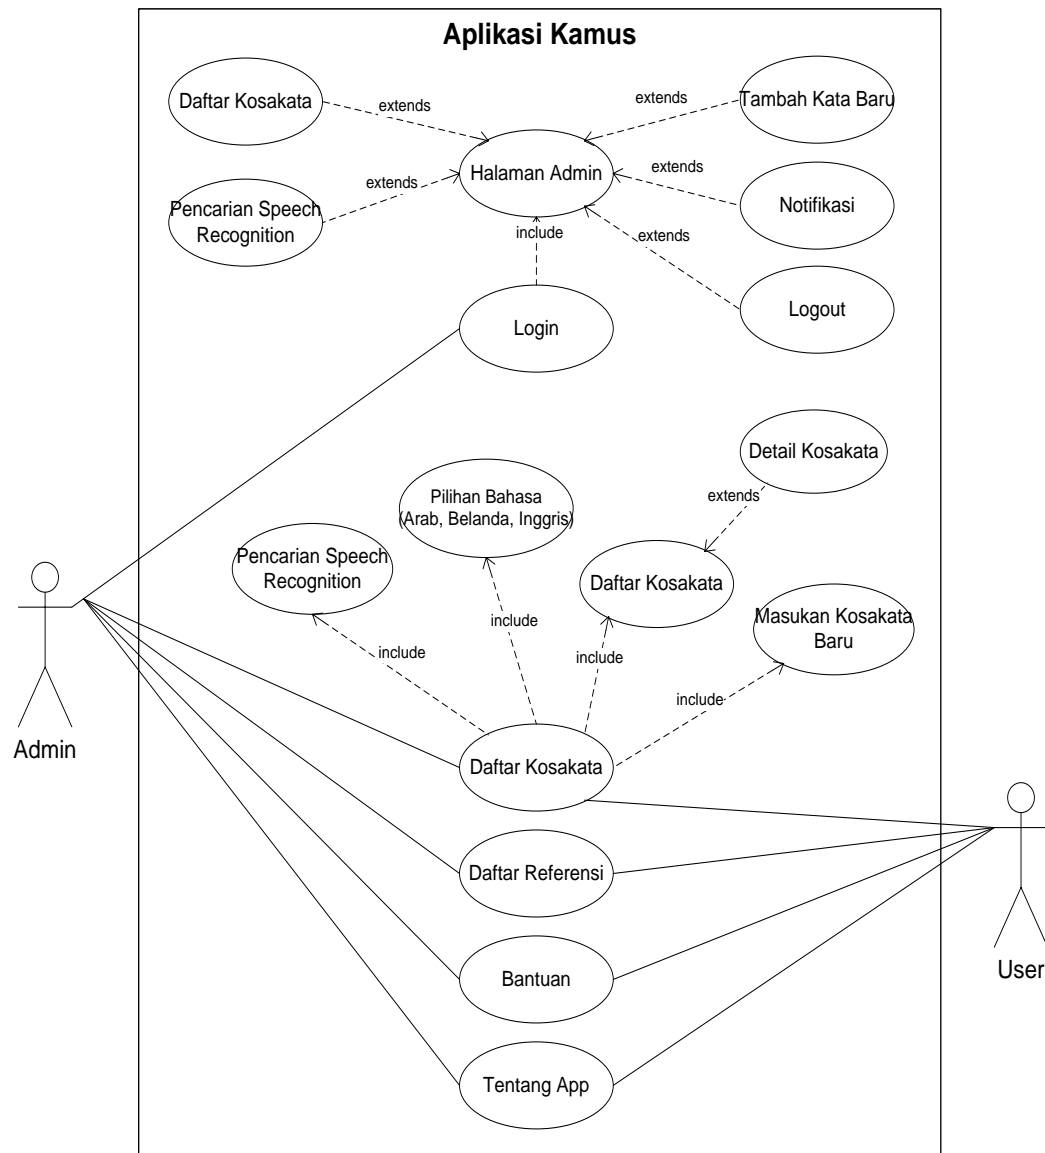 Aplikasi Kamus
Daftar Kosakata
extends
extends
Tambah Kata Baru
Halaman Admin
Pencarian Speech
Recognition
extends
extends
Notifikasi
include
extends
Logout
Login
Detail Kosakata
Pilihan Bahasa
(Arab, Belanda, Inggris)
extends
Pencarian Speech
Recognition
Daftar Kosakata
Masukan Kosakata
Baru
include
include
include
include
Admin
Daftar Kosakata
Daftar Referensi
User
Bantuan
Tentang App